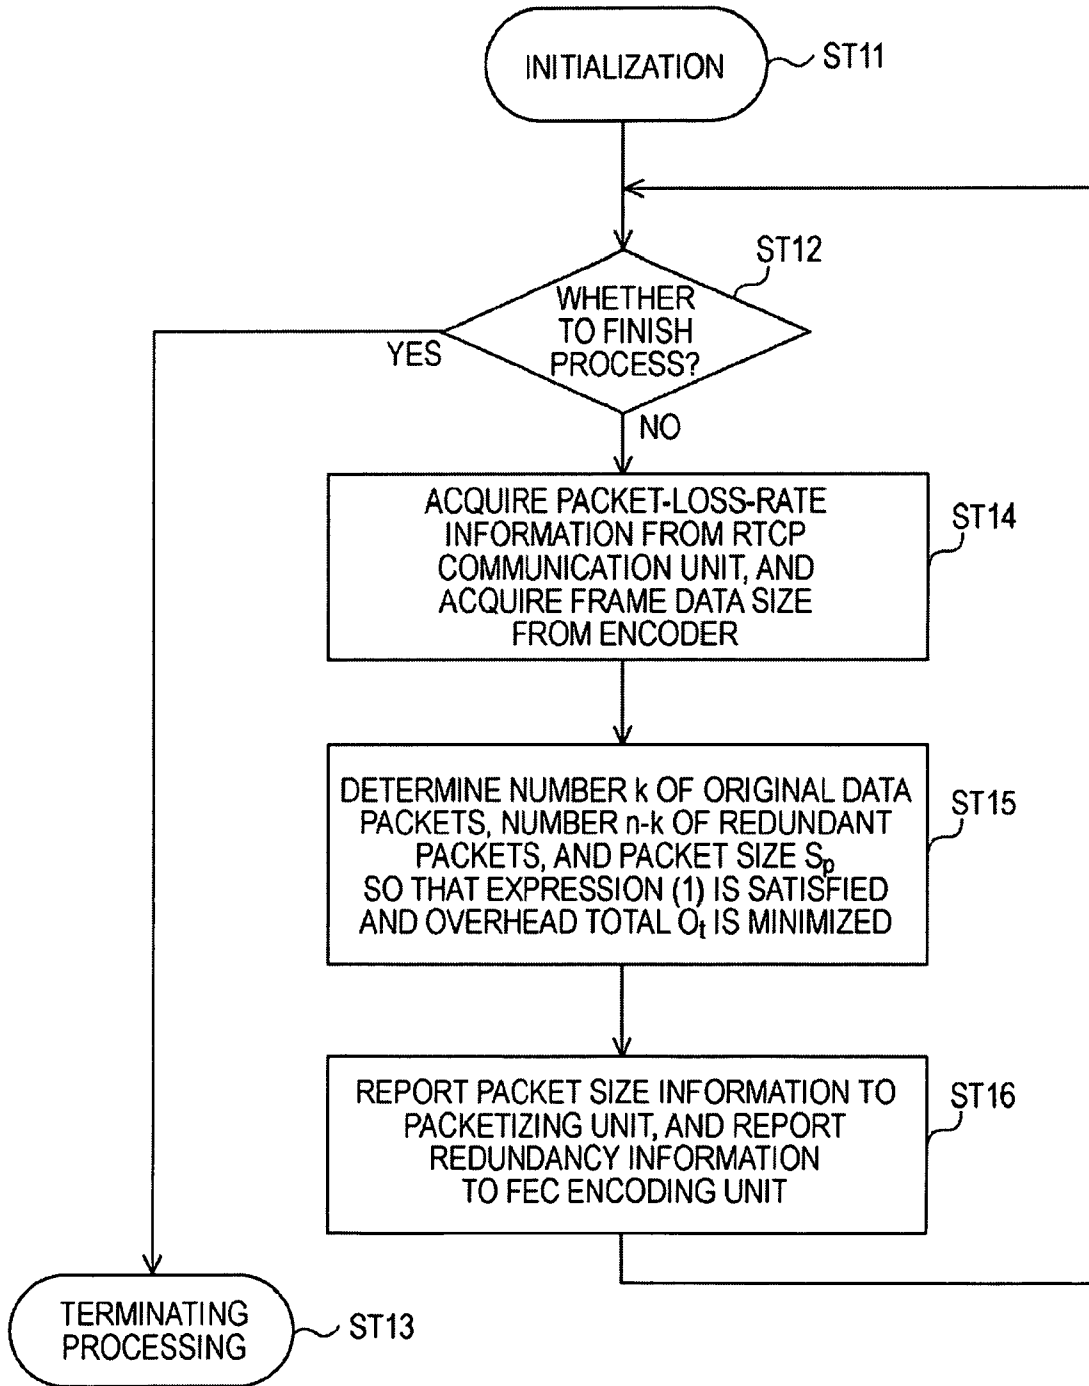 INITIALIZATION
ST11
ST12
WHETHER
TO FINISH
PROCESS?
YES
NO
ACQUIRE PACKET-LOSS-RATE
INFORMATION FROM RTCP
COMMUNICATION UNIT, AND
ACQUIRE FRAME DATA SIZE
FROM ENCODER
ST14
DETERMINE NUMBER k OF ORIGINAL DATA
PACKETS, NUMBER n-k OF REDUNDANT
PACKETS, AND PACKET SIZE Sp
SO THAT EXPRESSION (1) IS SATISFIED
AND OVERHEAD TOTAL Ot IS MINIMIZED
ST15
REPORT PACKET SIZE INFORMATION TO
PACKETIZING UNIT, AND REPORT
REDUNDANCY INFORMATION
TO FEC ENCODING UNIT
ST16
TERMINATING
PROCESSING
ST13